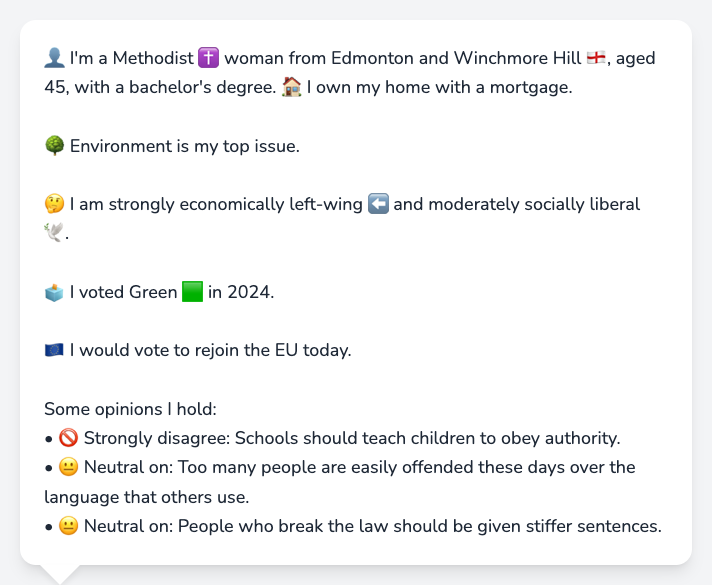 👤 I'm a Methodist ✝️ woman from Edmonton and Winchmore Hill 🏴󠁧󠁢󠁥󠁮󠁧󠁿, aged
45, with a bachelor's degree. 🏠 I own my home with a mortgage.
🌳 Environment is my top issue.
🤔 I am strongly economically left-wing ⬅️ and moderately socially liberal
🕊️.
🗳️ I voted Green 🟩 in 2024.
🇪🇺 I would vote to rejoin the EU today.
Some opinions I hold:
• 🚫 Strongly disagree: Schools should teach children to obey authority.
• 😐 Neutral on: Too many people are easily offended these days over the
language that others use.
• 😐 Neutral on: People who break the law should be given stiffer sentences.